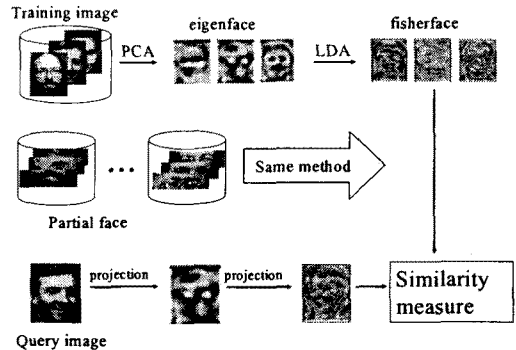 Training image
PCA
eigenface
LDA
fisherface
Same method
Partial face
projection
projection
Similarity
measure
Query image